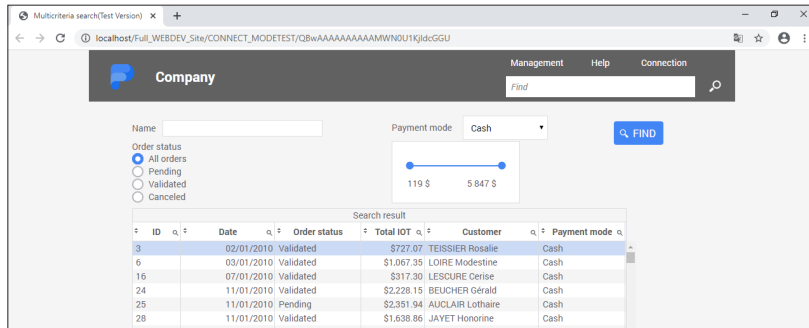 Multicriteria search(Test Version)
localhost/Full_WEBDEV_Site/CONNECT_MODETEST/QBwAAAAAAAAMWN0U1KjIdcGGU
Company
Management Help Connection
Find
Name
Payment mode Cash
FIND
Order status
All orders
Pending
Validated
Canceled
119 $ 5 847 $
Search result
ID Date Order status Total IOT Customer Payment mode
3 02/01/2010 Validated $727.07 TEISSIER Rosalie Cash
6 03/01/2010 Validated $1,067.35 LOIRE Modestine Cash
16 07/01/2010 Validated $317.30 LESCURE Cerise Cash
24 11/01/2010 Validated $2,228.15 BEUCHER Gérald Cash
25 11/01/2010 Pending $2,351.94 AUCLAIR Lothaire Cash
28 11/01/2010 Validated $1,638.86 JAYET Honorine Cash